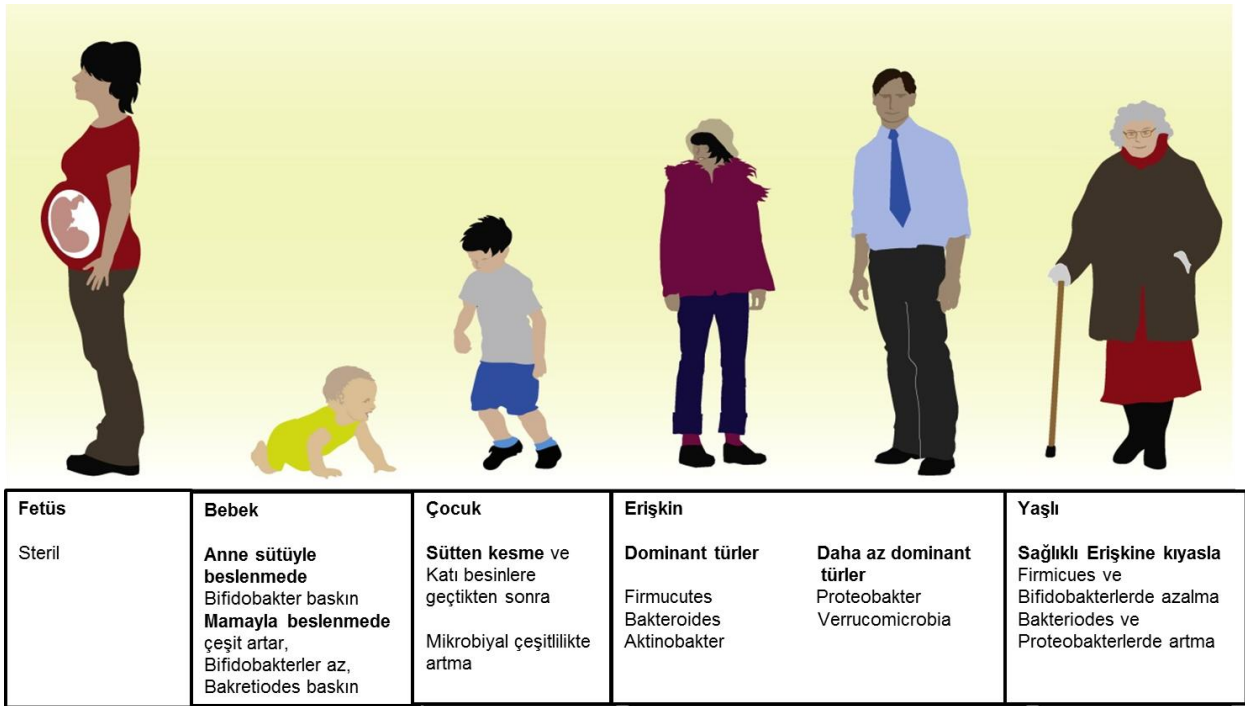 Fetüs
Steril
Bebek
Anne sütüyle
beslenmede
Bifidobakter baskın
Mamayla beslenmede
çeşit artar,
Bifidobakterler az,
Bakretiodes baskın
Çocuk
Sütten kesme ve
Katı besinlere
geçtikten sonra
Mikrobiyal çeşitlilikte
artma
Erişkin
Dominant türler
Firmucutes
Bakteroides
Aktinobakter
Daha az dominant
türler
Proteobakter
Verrucomicrobia
Yaşlı
Sağlıklı Erişkine kıyasla
Firmicues ve
Bifidobakterlerde azalma
Bakteriodes ve
Proteobakterlerde artma